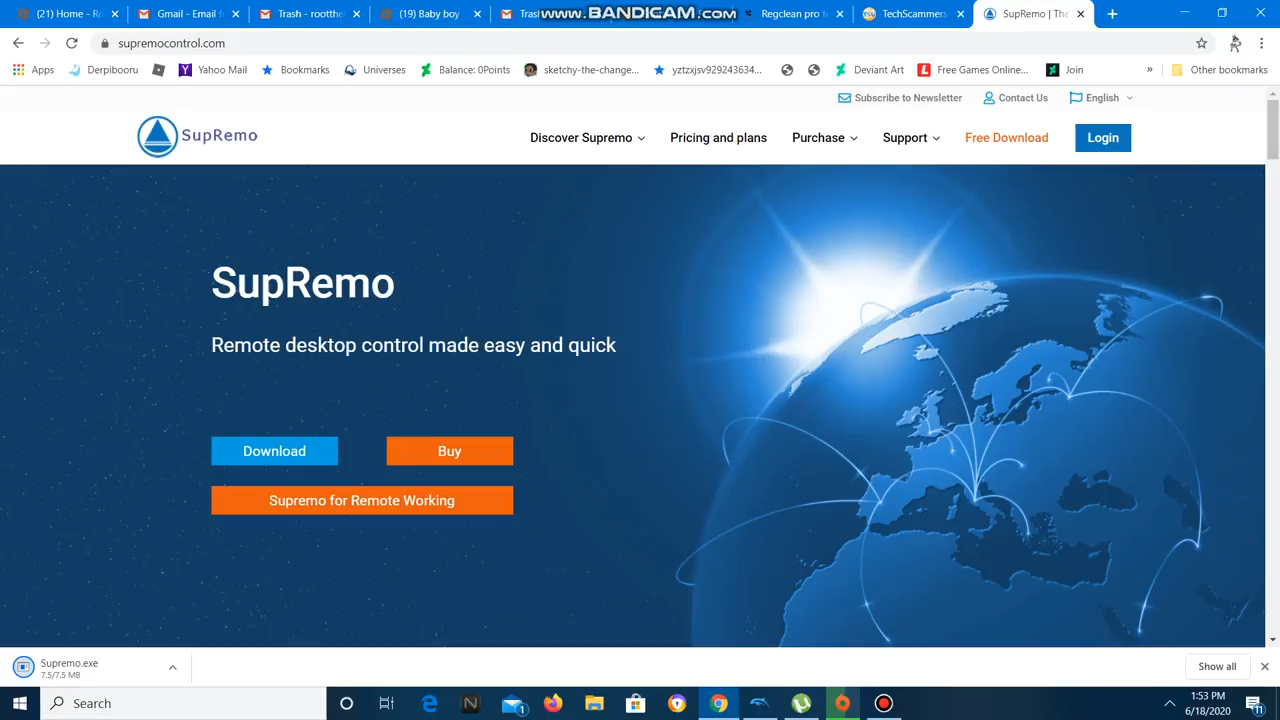 (21) Home - Ro
Gmail - Email fr
Trash - rootthe
(19) Baby boy
Trash
www.BANDICAM.com
Regclean pro te
TechScammers
SupRemo | The
supremocontrol.com
Apps
Derpibooru
Yahoo Mail
Bookmarks
Universes
Balance: 0Points
sketchy-the-change...
yztzxjsv929243634...
Deviant Art
Free Games Online...
Join
»
Other bookmarks
Subscribe to Newsletter
Contact Us
English
SupRemo
Discover Supremo
Pricing and plans
Purchase
Support
Free Download
Login
SupRemo
Remote desktop control made easy and quick
Download
Buy
Supremo for Remote Working
Supremo.exe
7.5/7.5 MB
Show all
Search
1
1:53 PM
6/18/2020
11